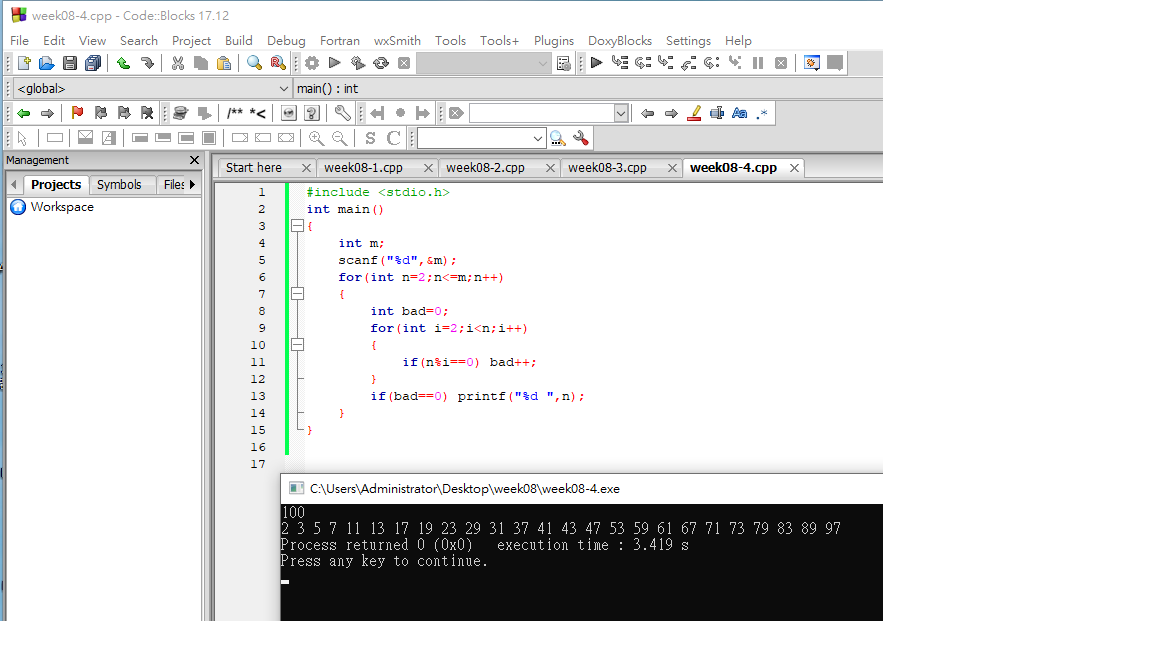 week08-4.cpp - Code::Blocks 17.12
File Edit View Search Project Build Debug Fortran wxSmith Tools Tools+ Plugins DoxyBlocks Settings Help
<global> main() : int
/** *<
Aa .*
S C
Management
Start here week08-1.cpp week08-2.cpp week08-3.cpp week08-4.cpp
Projects Symbols Files
Workspace
1 #include <stdio.h>
2 int main()
3 {
4 int m;
5 scanf("%d",&m);
6 for(int n=2;n<=m;n++)
7 {
8 int bad=0;
9 for(int i=2;i<n;i++)
10 {
11 if(n%i==0) bad++;
12 }
13 if(bad==0) printf("%d ",n);
14 }
15 }
16
17
C:\Users\Administrator\Desktop\week08\week08-4.exe
100
2 3 5 7 11 13 17 19 23 29 31 37 41 43 47 53 59 61 67 71 73 79 83 89 97
Process returned 0 (0x0) execution time : 3.419 s
Press any key to continue.